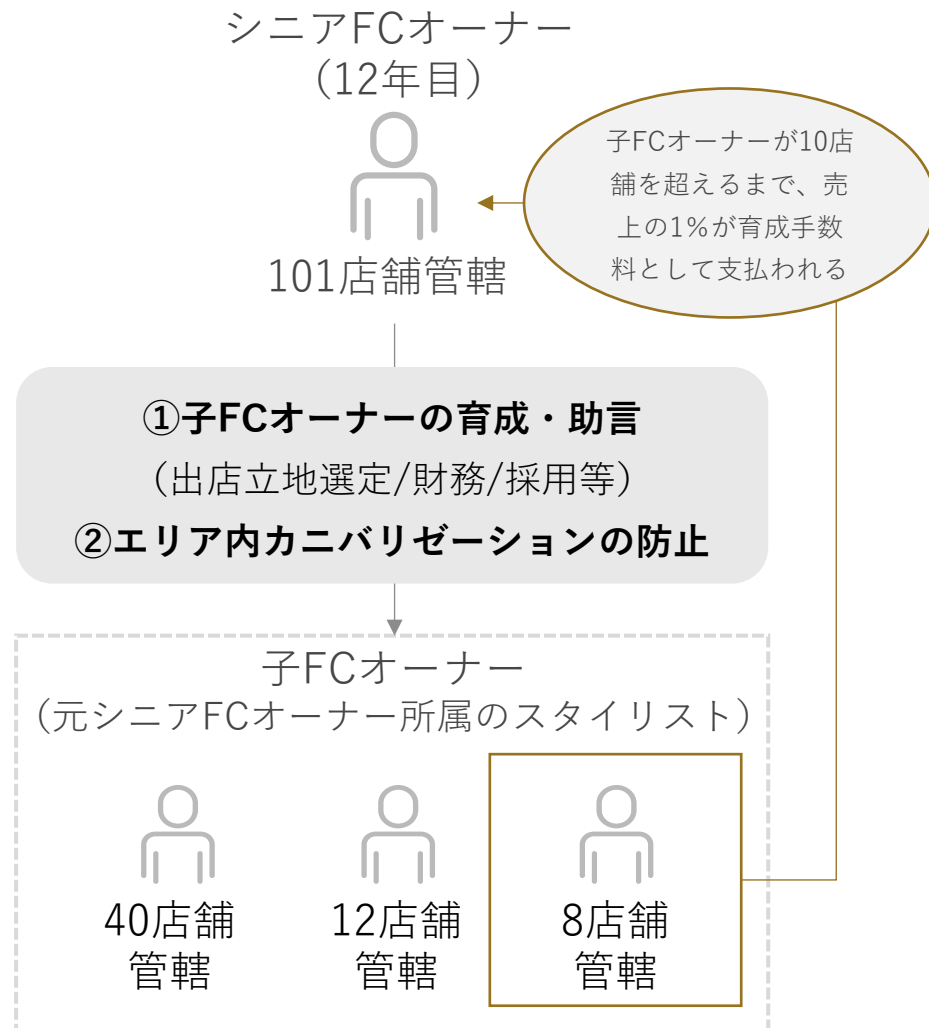 シニアFCオーナー
(12年目)
子FCオーナーが10店
舗を超えるまで、売
上の1%が育成手数
料として支払われる
101店舗管轄
①子FCオーナーの育成・助言
(出店立地選定/財務/採用等)
②エリア内カニバリゼーションの防止
子FCオーナー
(元シニアFCオーナー所属のスタイリスト)
40店舗
管轄
12店舗
管轄
8店舗
管轄